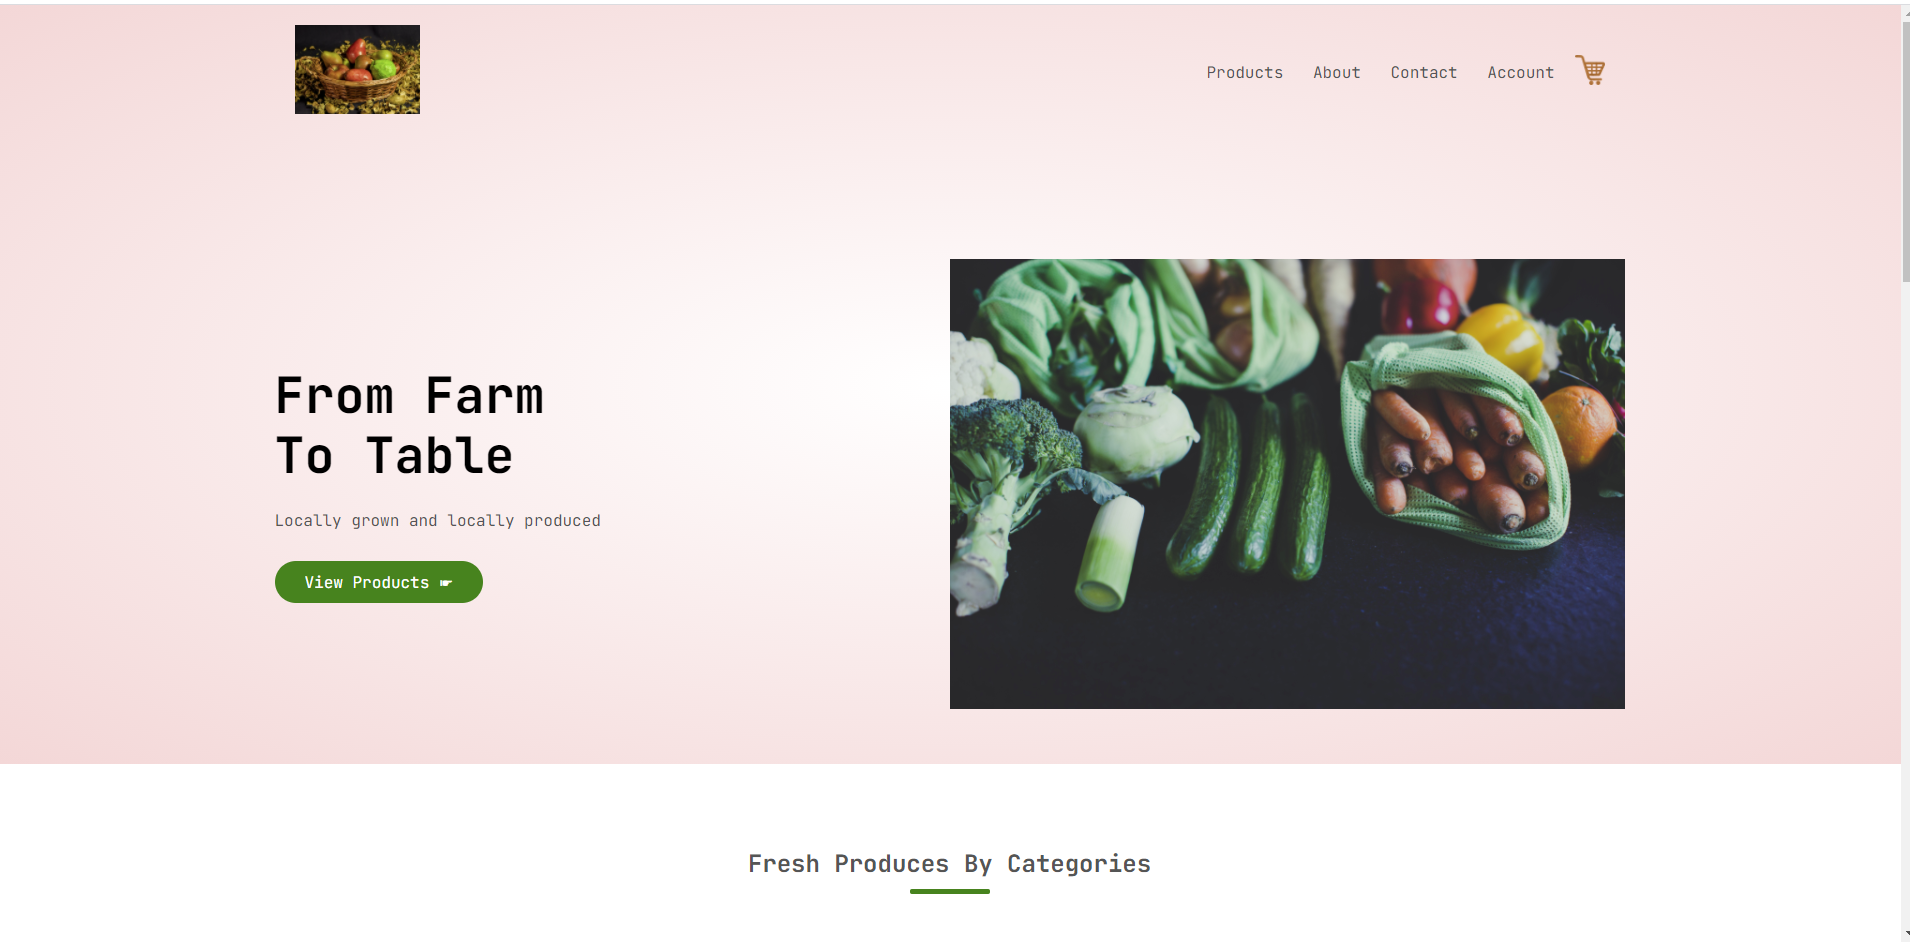 Products About Contact Account
From Farm
To Table
Locally grown and locally produced
View Products ☛
Fresh Produces By Categories